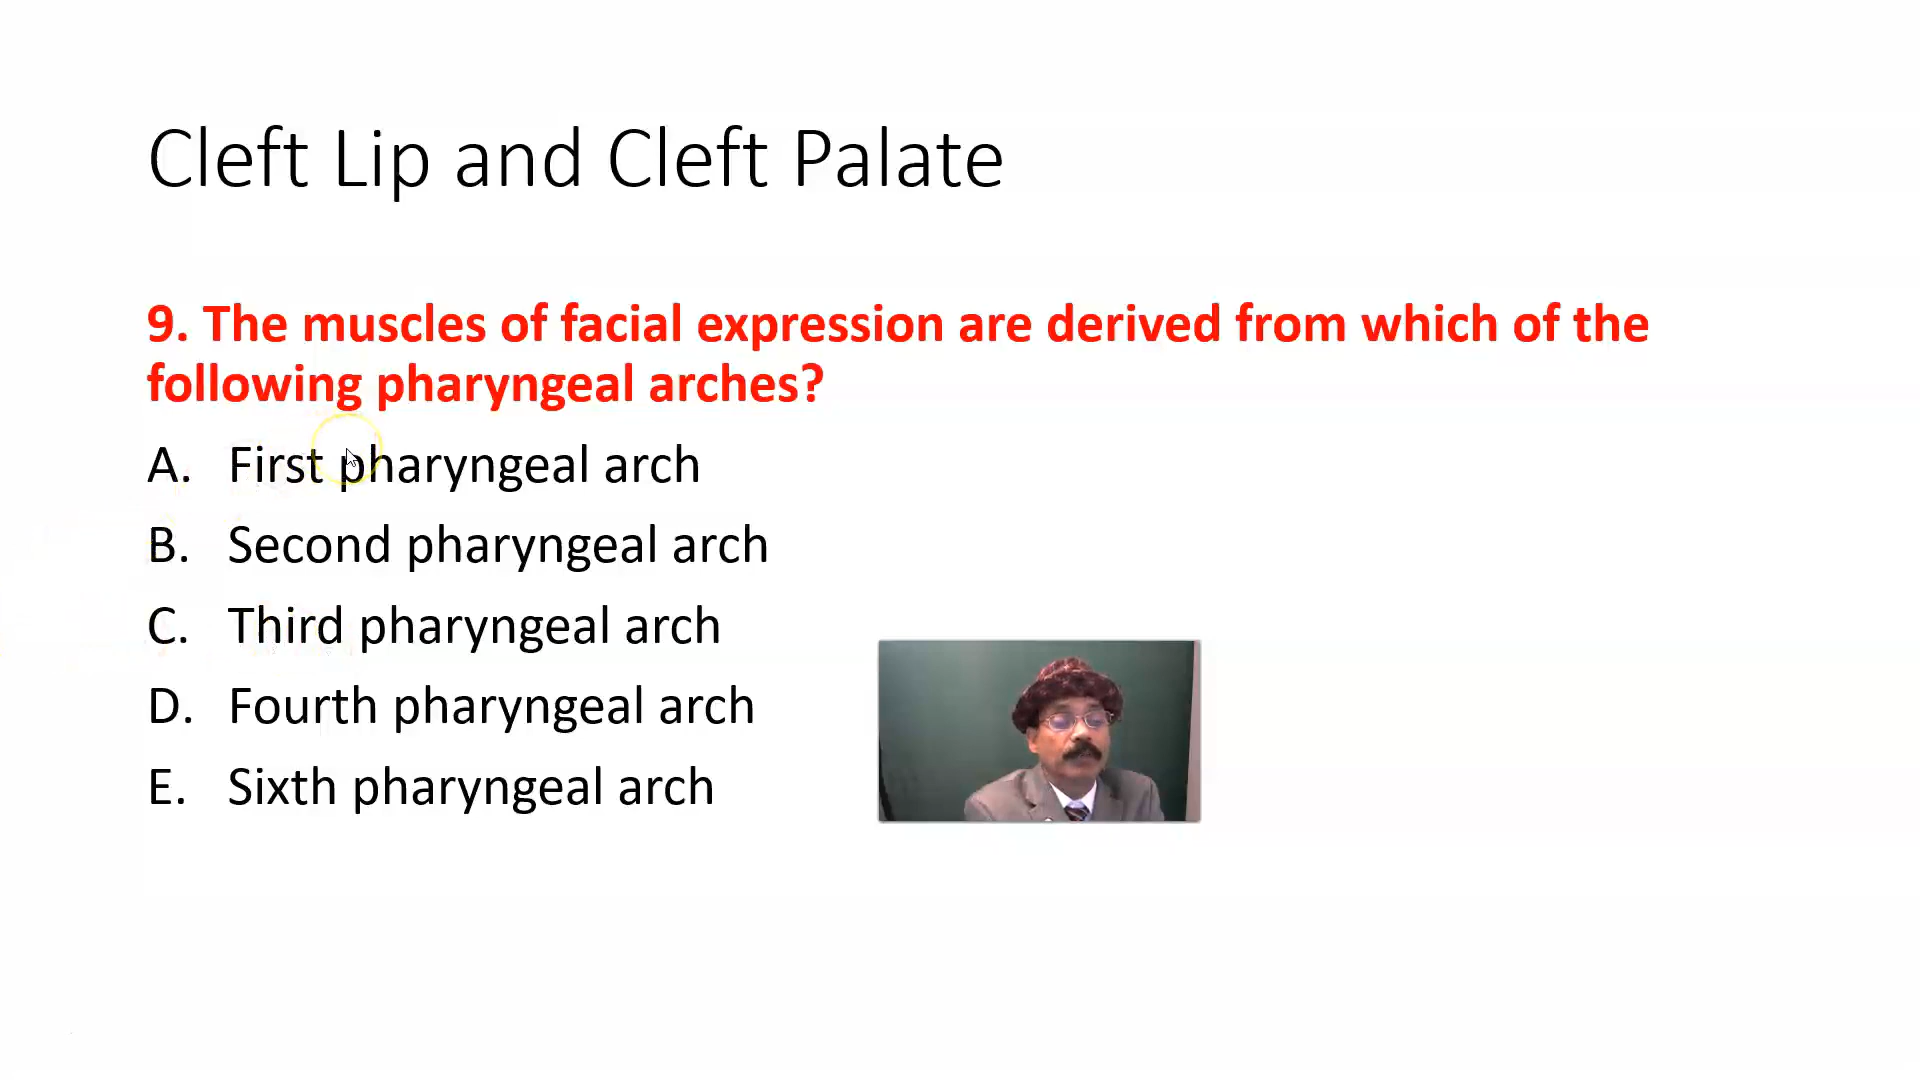 Cleft Lip and Cleft Palate
9. The muscles of facial expression are derived from which of the
following pharyngeal arches?
A. First pharyngeal arch
B. Second pharyngeal arch
C. Third pharyngeal arch
D. Fourth pharyngeal arch
E. Sixth pharyngeal arch